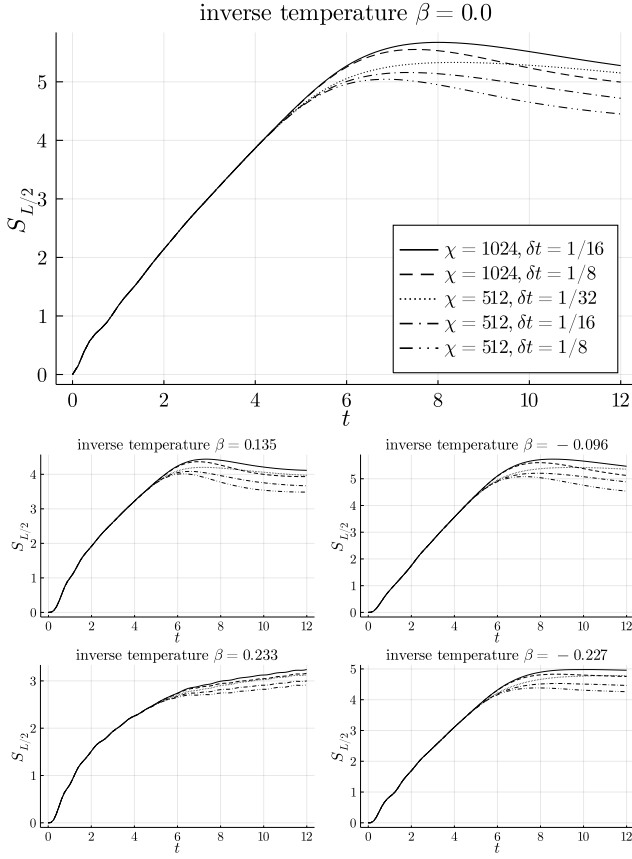 inverse temperature β = 0.0
S_{L/2}
5
4
3
2
1
0
χ = 1024, δt = 1/16
χ = 1024, δt = 1/8
χ = 512, δt = 1/32
χ = 512, δt = 1/16
χ = 512, δt = 1/8
0 2 4 6 8 10 12
t
inverse temperature β = 0.135
S_{L/2}
4
3
2
1
0
0 2 4 6 8 10 12
t
inverse temperature β = − 0.096
S_{L/2}
5
4
3
2
1
0
0 2 4 6 8 10 12
t
inverse temperature β = 0.233
S_{L/2}
3
2
1
0
0 2 4 6 8 10 12
t
inverse temperature β = − 0.227
S_{L/2}
5
4
3
2
1
0
0 2 4 6 8 10 12
t